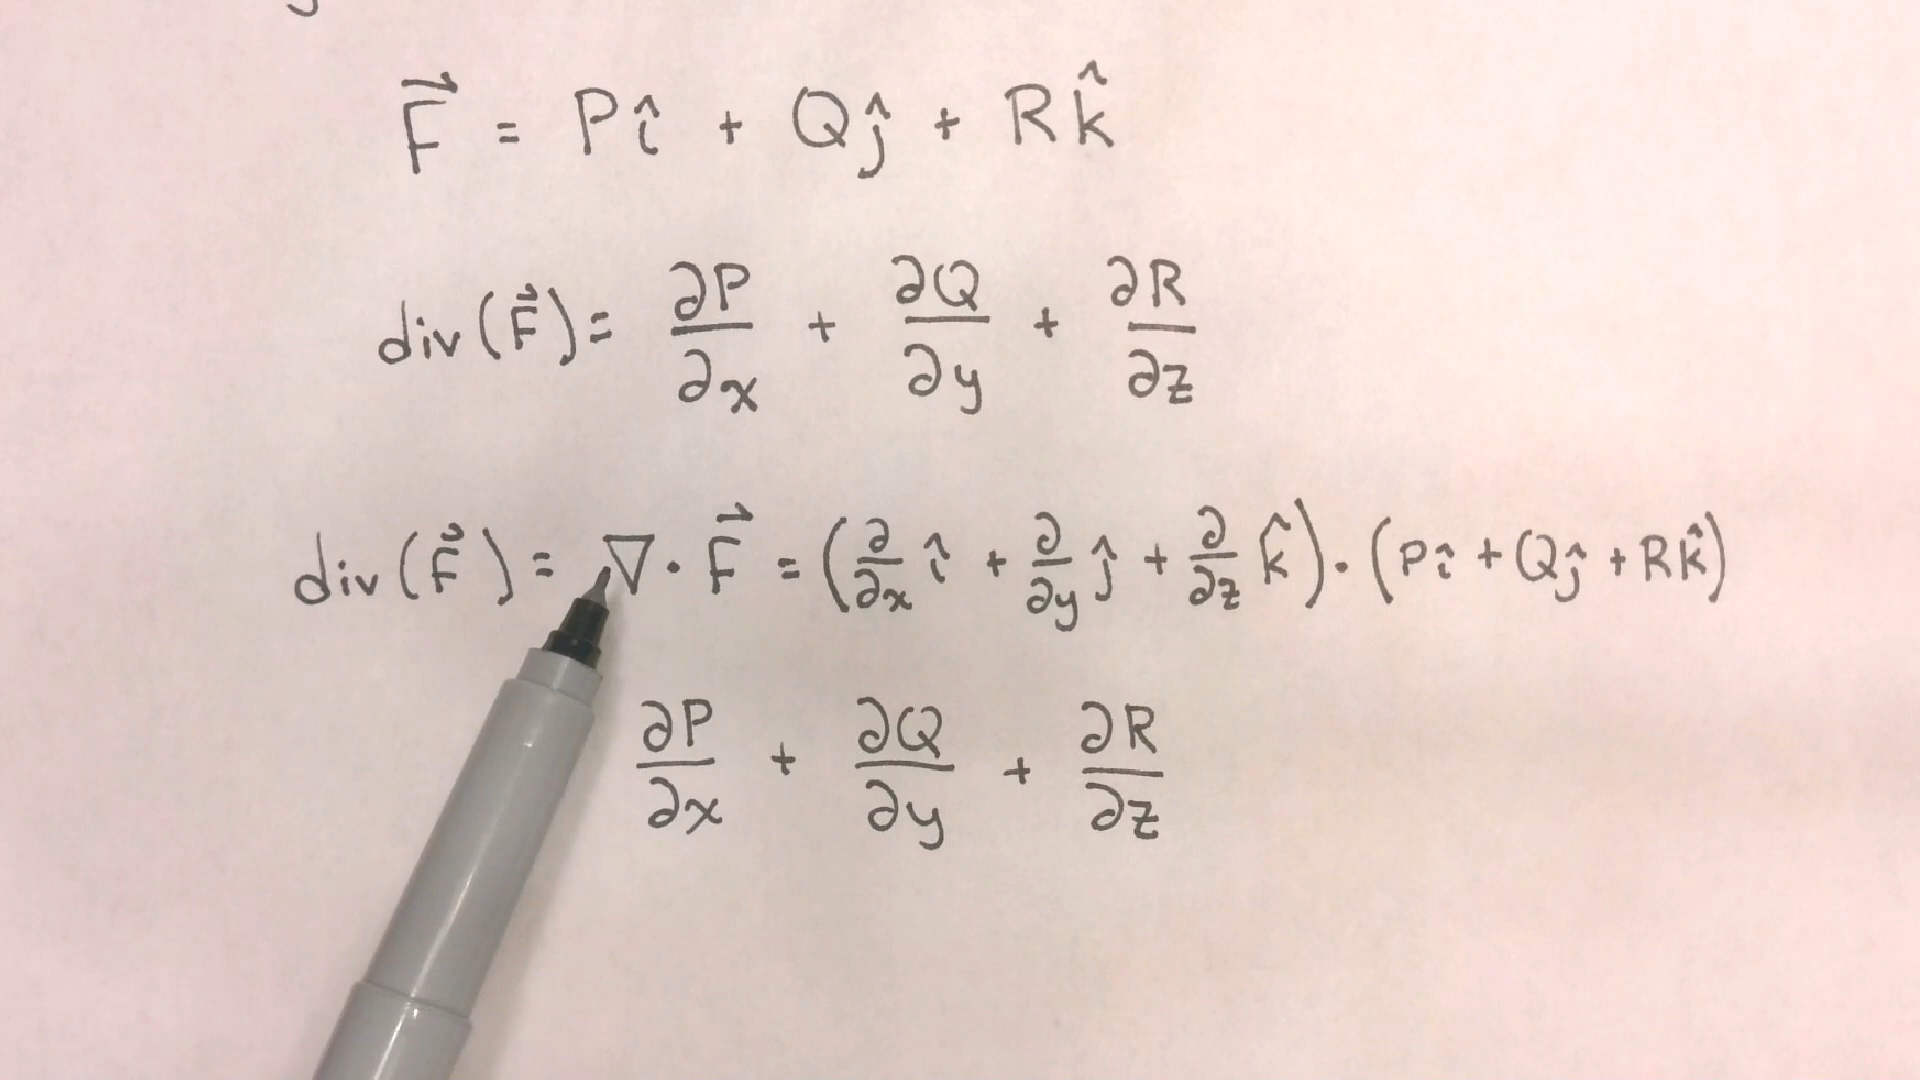 F⃗ = Pî + Qĵ + Rk̂
div(F⃗) = ∂P/∂x + ∂Q/∂y + ∂R/∂z
div(F⃗) = ∇ · F⃗ = (∂/∂x î + ∂/∂y ĵ + ∂/∂z k̂) · (Pî + Qĵ + Rk̂)
∂P/∂x + ∂Q/∂y + ∂R/∂z